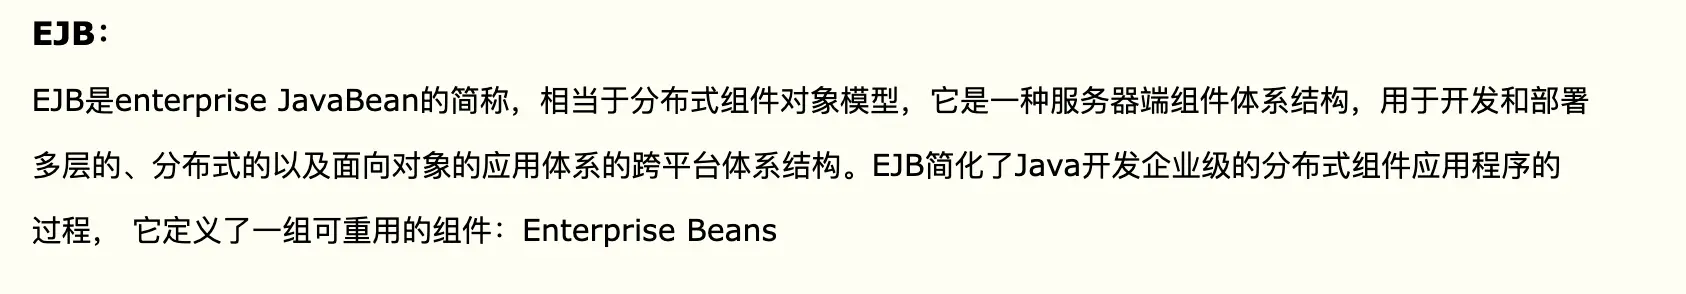 EJB：
EJB是enterprise JavaBean的简称，相当于分布式组件对象模型，它是一种服务器端组件体系结构，用于开发和部署
多层的、分布式的以及面向对象的应用体系的跨平台体系结构。EJB简化了Java开发企业级的分布式组件应用程序的
过程， 它定义了一组可重用的组件：Enterprise Beans